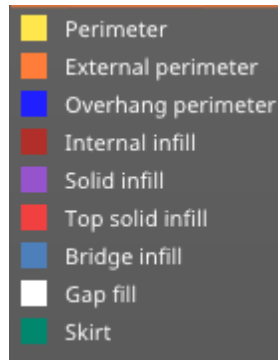 Perimeter
External perimeter
Overhang perimeter
Internal infill
Solid infill
Top solid infill
Bridge infill
Gap fill
Skirt